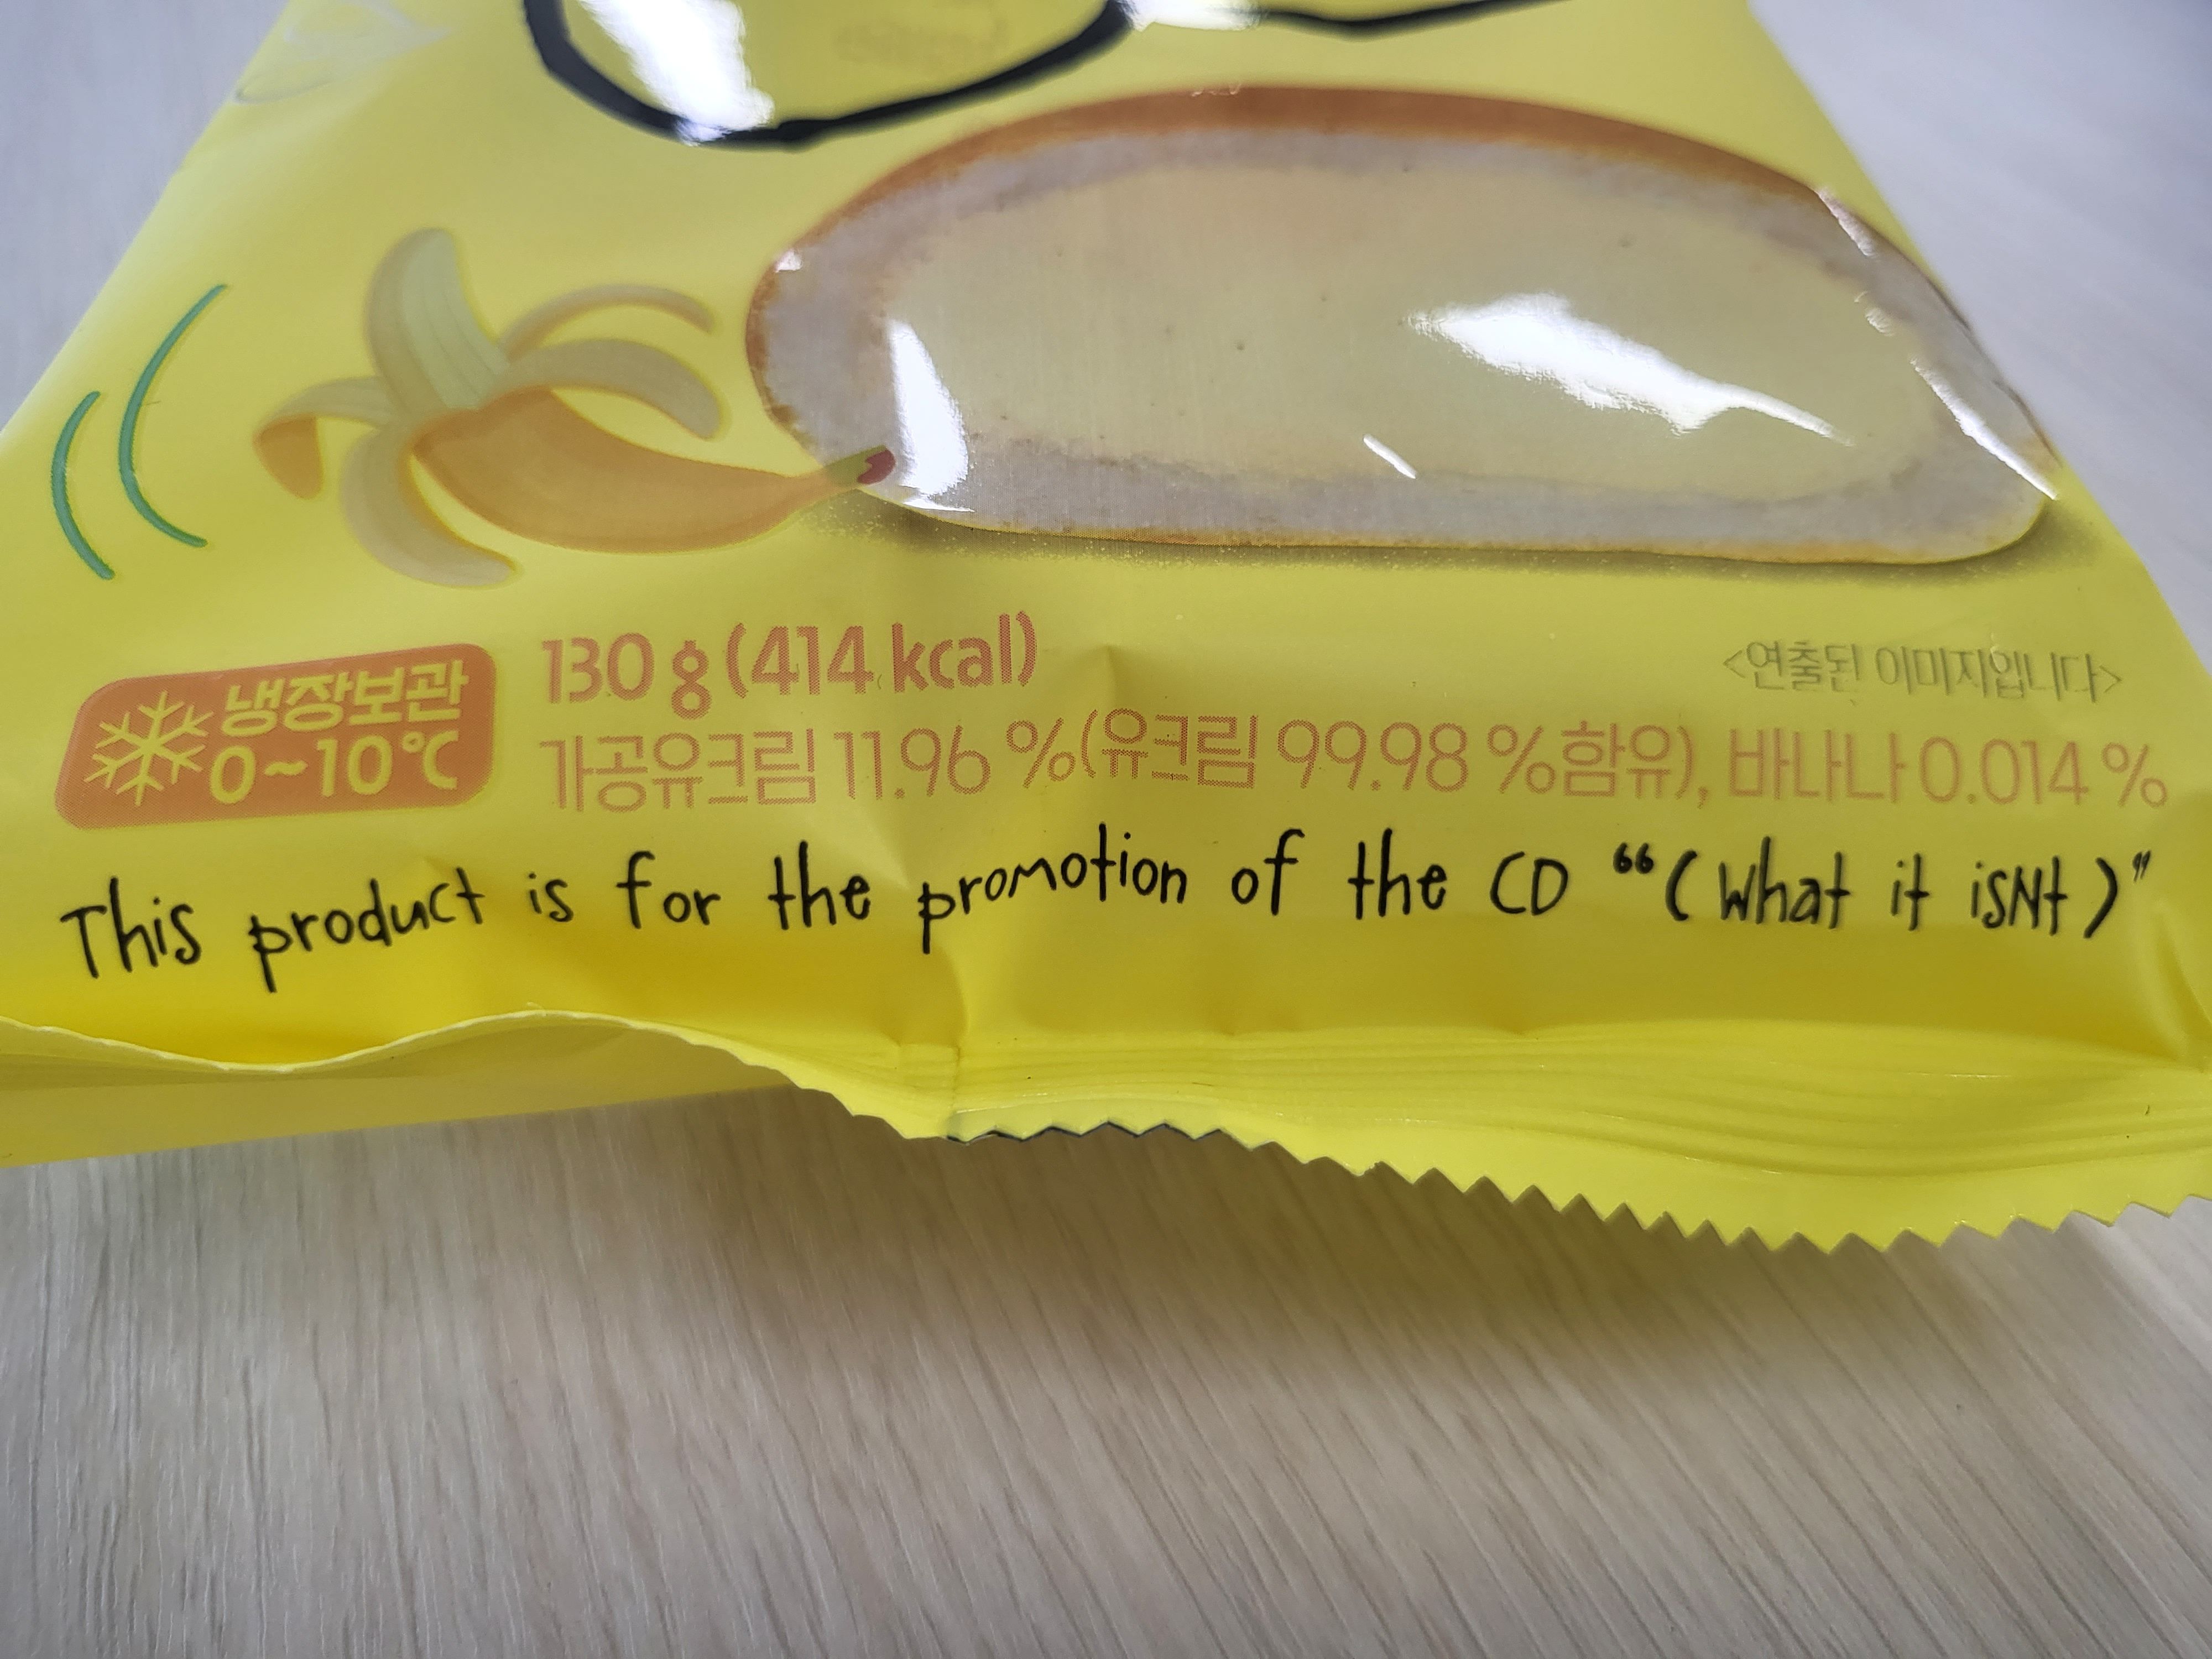 130 g (414 kcal)
<연출된 이미지입니다>
냉장보관
0~10℃
가공유크림 11.96 %(유크림 99.98 %함유), 바나나 0.014 %
This product is for the promotion of the CD “(What it isNt)”